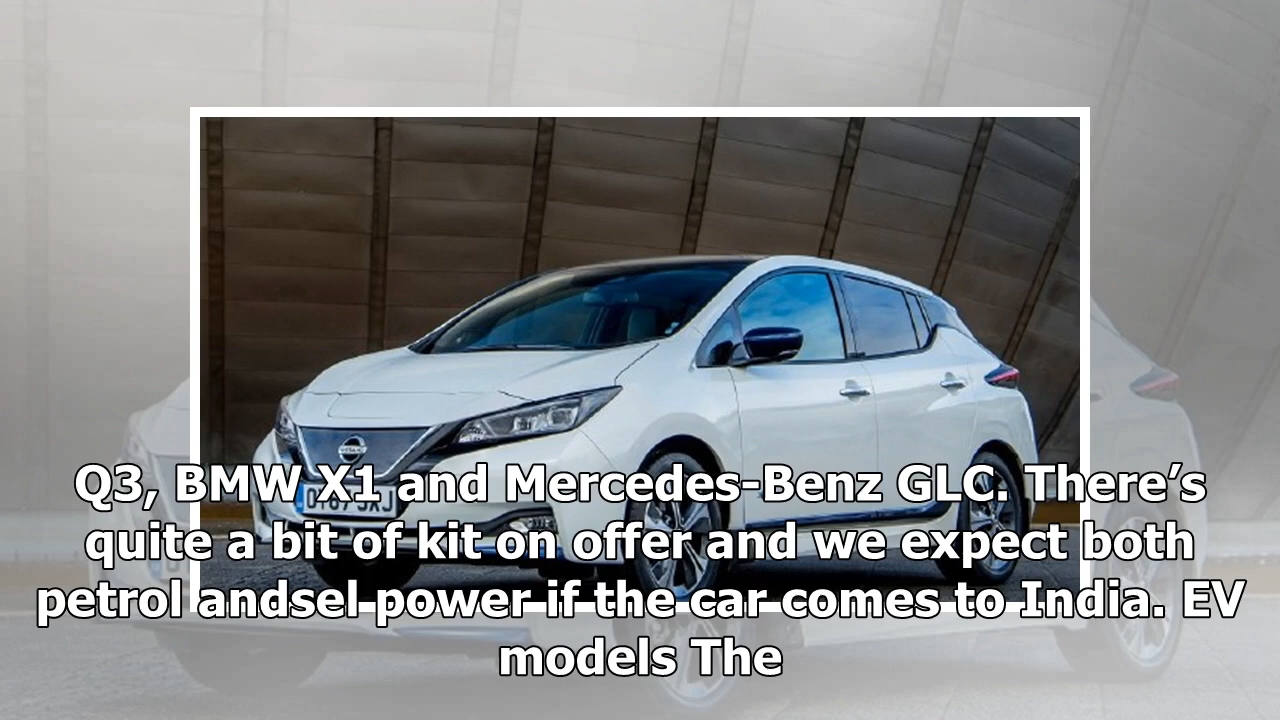 Q3, BMW X1 and Mercedes-Benz GLC. There’s
quite a bit of kit on offer and we expect both
petrol andsel power if the car comes to India. EV
models The